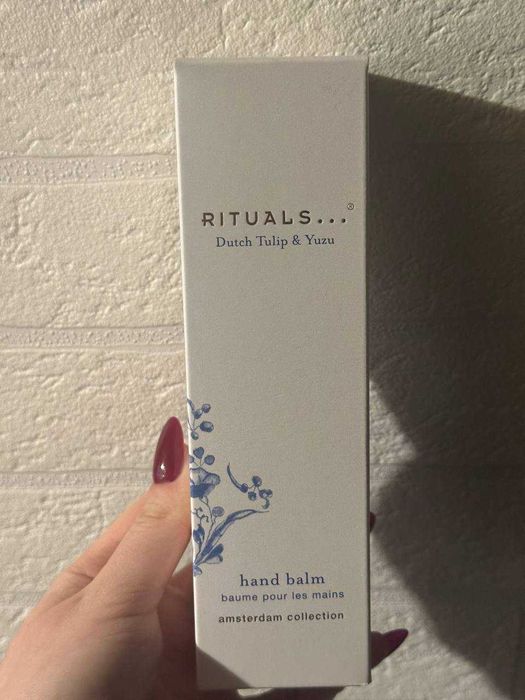 RITUALS...®
Dutch Tulip & Yuzu
hand balm
baume pour les mains
amsterdam collection